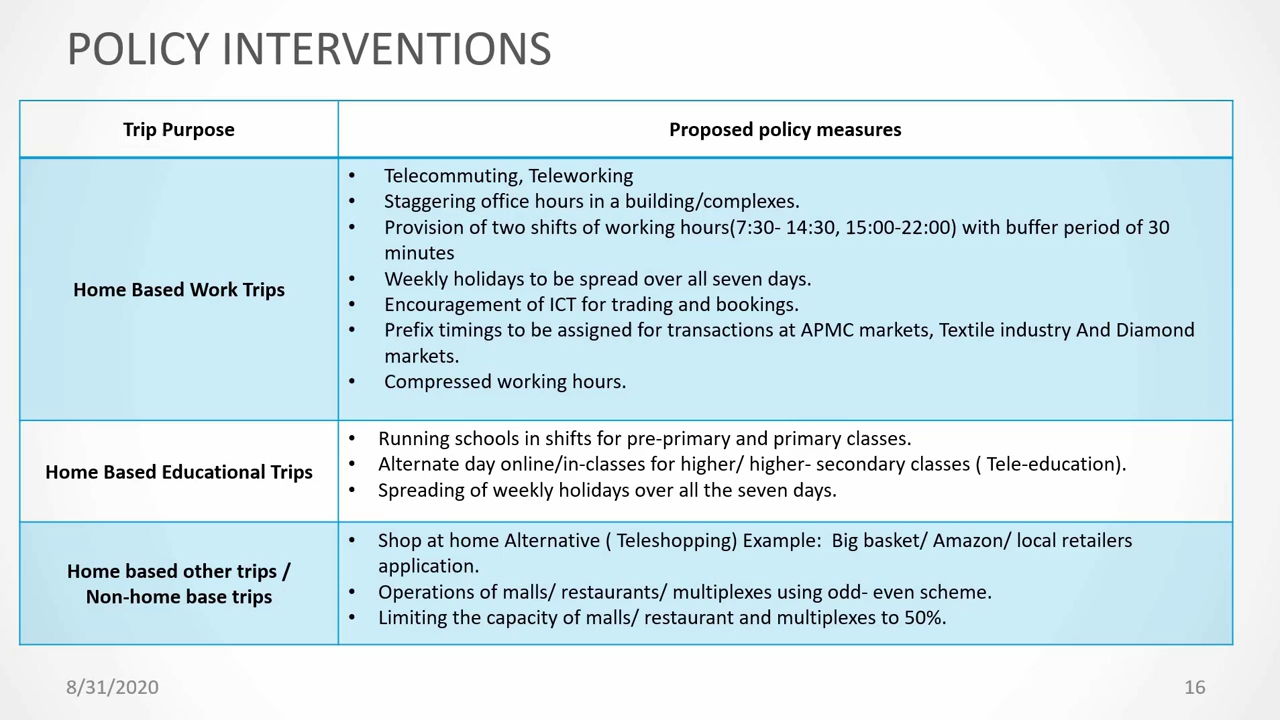 POLICY INTERVENTIONS
Trip Purpose
Proposed policy measures
Home Based Work Trips
• Telecommuting, Teleworking
• Staggering office hours in a building/complexes.
• Provision of two shifts of working hours(7:30- 14:30, 15:00-22:00) with buffer period of 30
minutes
• Weekly holidays to be spread over all seven days.
• Encouragement of ICT for trading and bookings.
• Prefix timings to be assigned for transactions at APMC markets, Textile industry And Diamond
markets.
• Compressed working hours.
Home Based Educational Trips
• Running schools in shifts for pre-primary and primary classes.
• Alternate day online/in-classes for higher/ higher- secondary classes ( Tele-education).
• Spreading of weekly holidays over all the seven days.
Home based other trips /
Non-home base trips
• Shop at home Alternative ( Teleshopping) Example:  Big basket/ Amazon/ local retailers
application.
• Operations of malls/ restaurants/ multiplexes using odd- even scheme.
• Limiting the capacity of malls/ restaurant and multiplexes to 50%.
8/31/2020
16